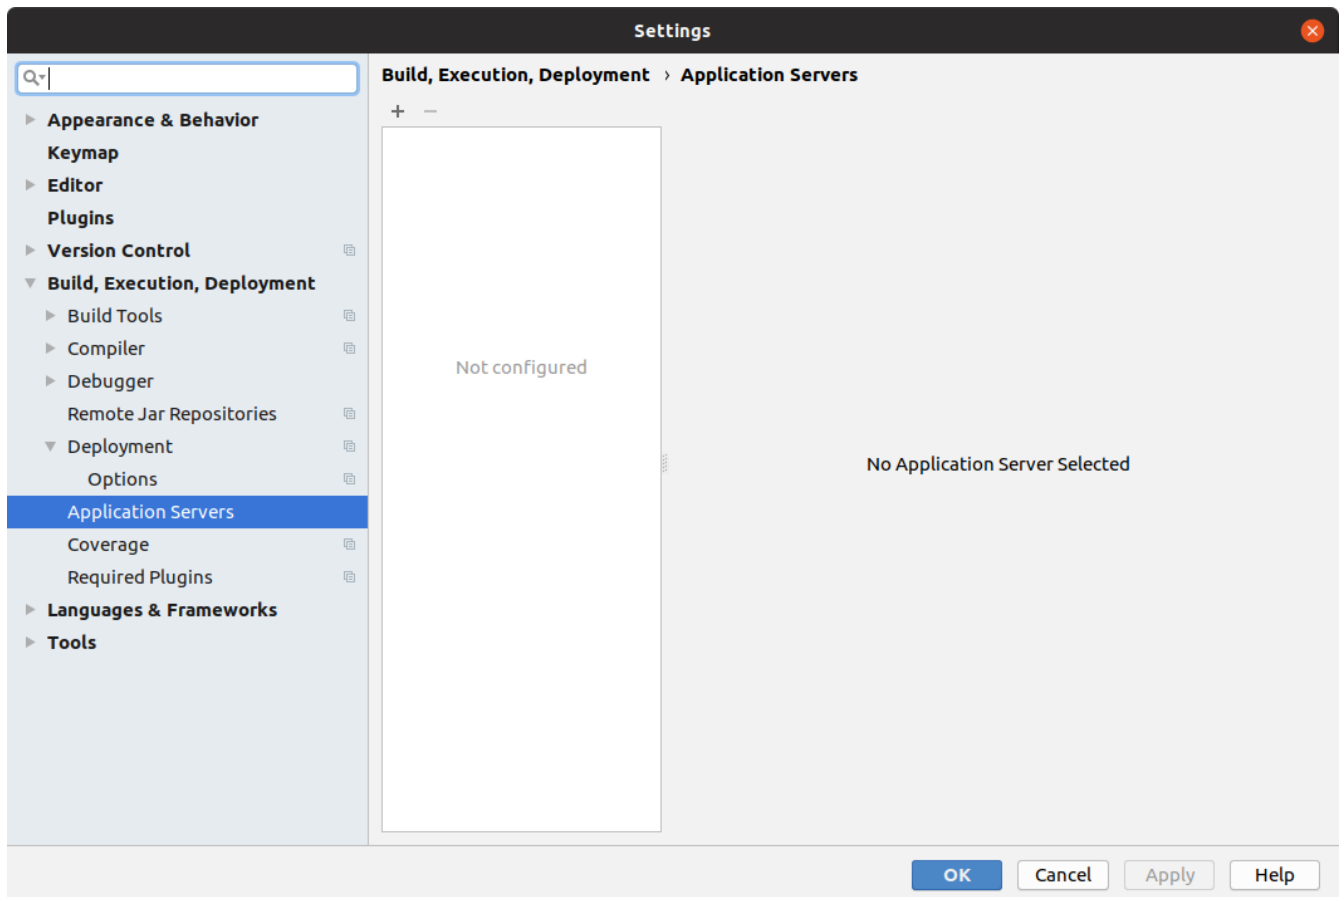 Settings
Build, Execution, Deployment › Application Servers
Appearance & Behavior
Keymap
Editor
Plugins
Version Control
Build, Execution, Deployment
Build Tools
Compiler
Debugger
Remote Jar Repositories
Deployment
Options
Application Servers
Coverage
Required Plugins
Languages & Frameworks
Tools
Not configured
No Application Server Selected
OK Cancel Apply Help